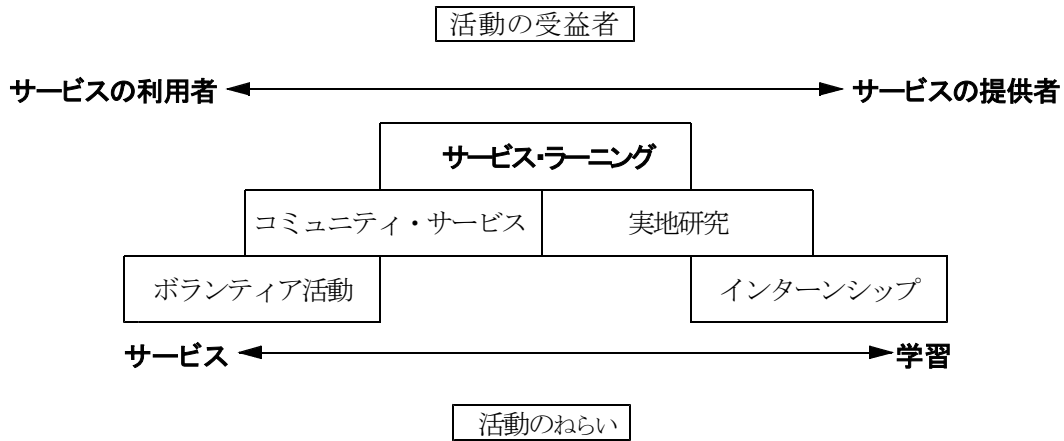 活動の受益者
サービスの利用者 サービスの提供者
サービス・ラーニング
コミュニティ・サービス 実地研究
ボランティア活動 インターンシップ
サービス 学習
活動のねらい